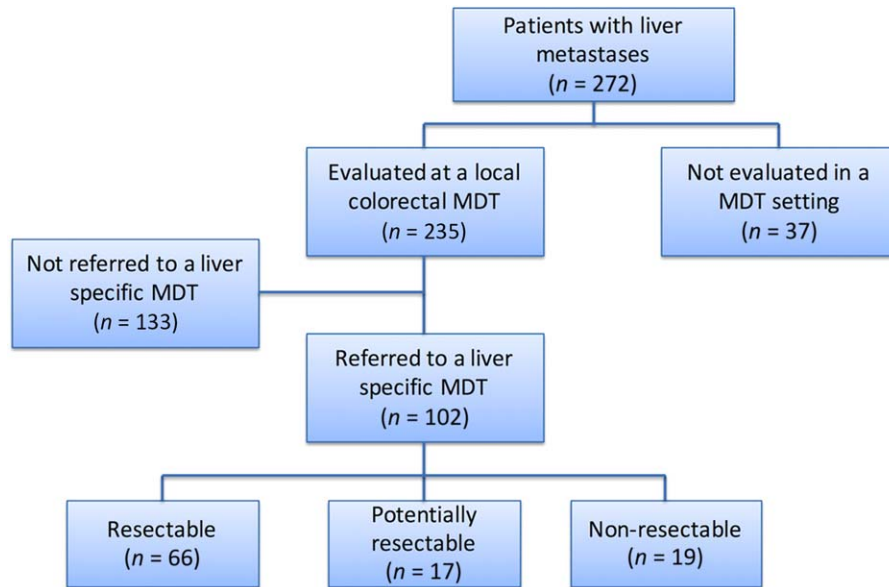 Patients with liver
metastases
(n = 272)
Evaluated at a local
colorectal MDT
(n = 235)
Not evaluated in a
MDT setting
(n = 37)
Not referred to a liver
specific MDT
(n = 133)
Referred to a liver
specific MDT
(n = 102)
Resectable
(n = 66)
Potentially
resectable
(n = 17)
Non-resectable
(n = 19)